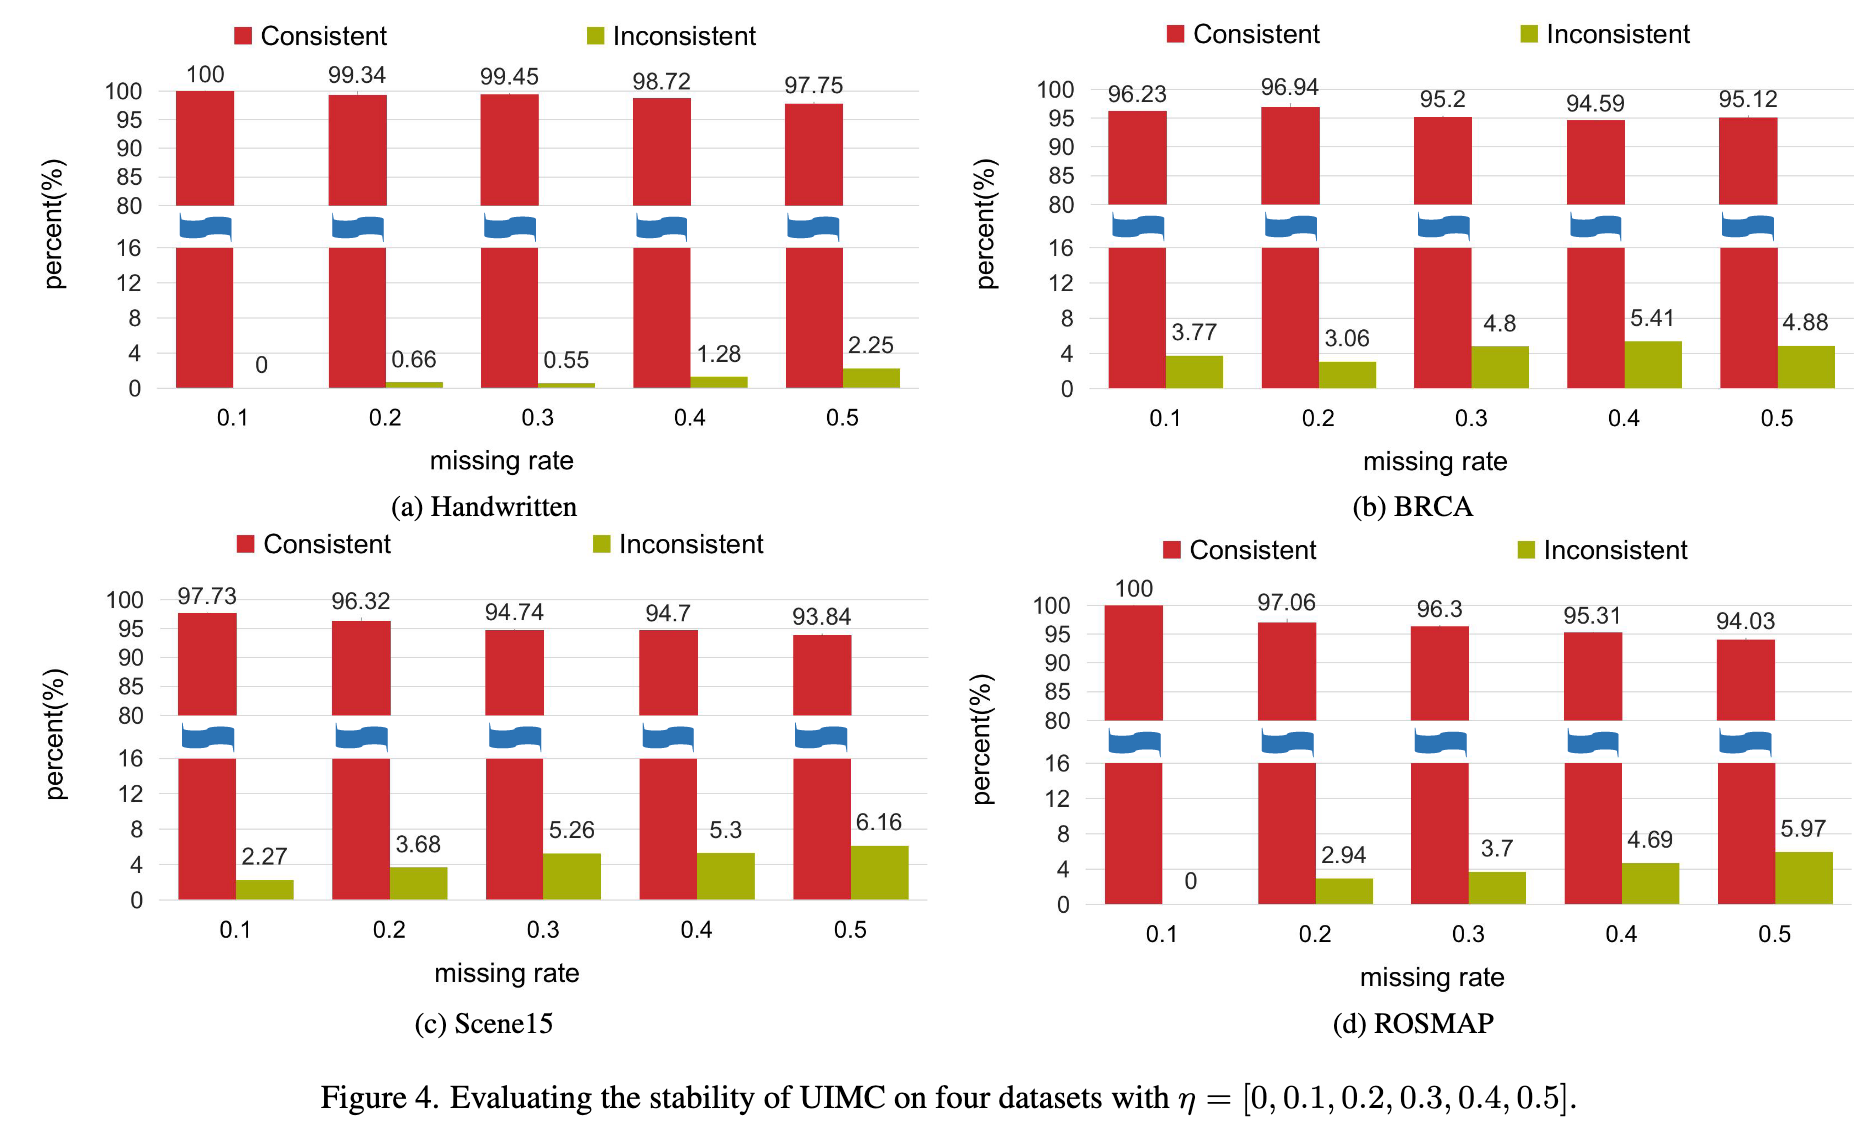 Consistent Inconsistent
100 99.34 99.45 98.72 97.75
100
95
90
85
80
percent(%)
16
12
8
4
0
0 0.66 0.55 1.28 2.25
0.1 0.2 0.3 0.4 0.5
missing rate
(a) Handwritten
Consistent Inconsistent
96.23 96.94 95.2 94.59 95.12
100
95
90
85
80
percent(%)
16
12
8
4
0
3.77 3.06 4.8 5.41 4.88
0.1 0.2 0.3 0.4 0.5
missing rate
(b) BRCA
Consistent Inconsistent
97.73 96.32 94.74 94.7 93.84
100
95
90
85
80
percent(%)
16
12
8
4
0
2.27 3.68 5.26 5.3 6.16
0.1 0.2 0.3 0.4 0.5
missing rate
(c) Scene15
Consistent Inconsistent
100 97.06 96.3 95.31 94.03
100
95
90
85
80
percent(%)
16
12
8
4
0
0 2.94 3.7 4.69 5.97
0.1 0.2 0.3 0.4 0.5
missing rate
(d) ROSMAP
Figure 4. Evaluating the stability of UIMC on four datasets with η = [0, 0.1, 0.2, 0.3, 0.4, 0.5].